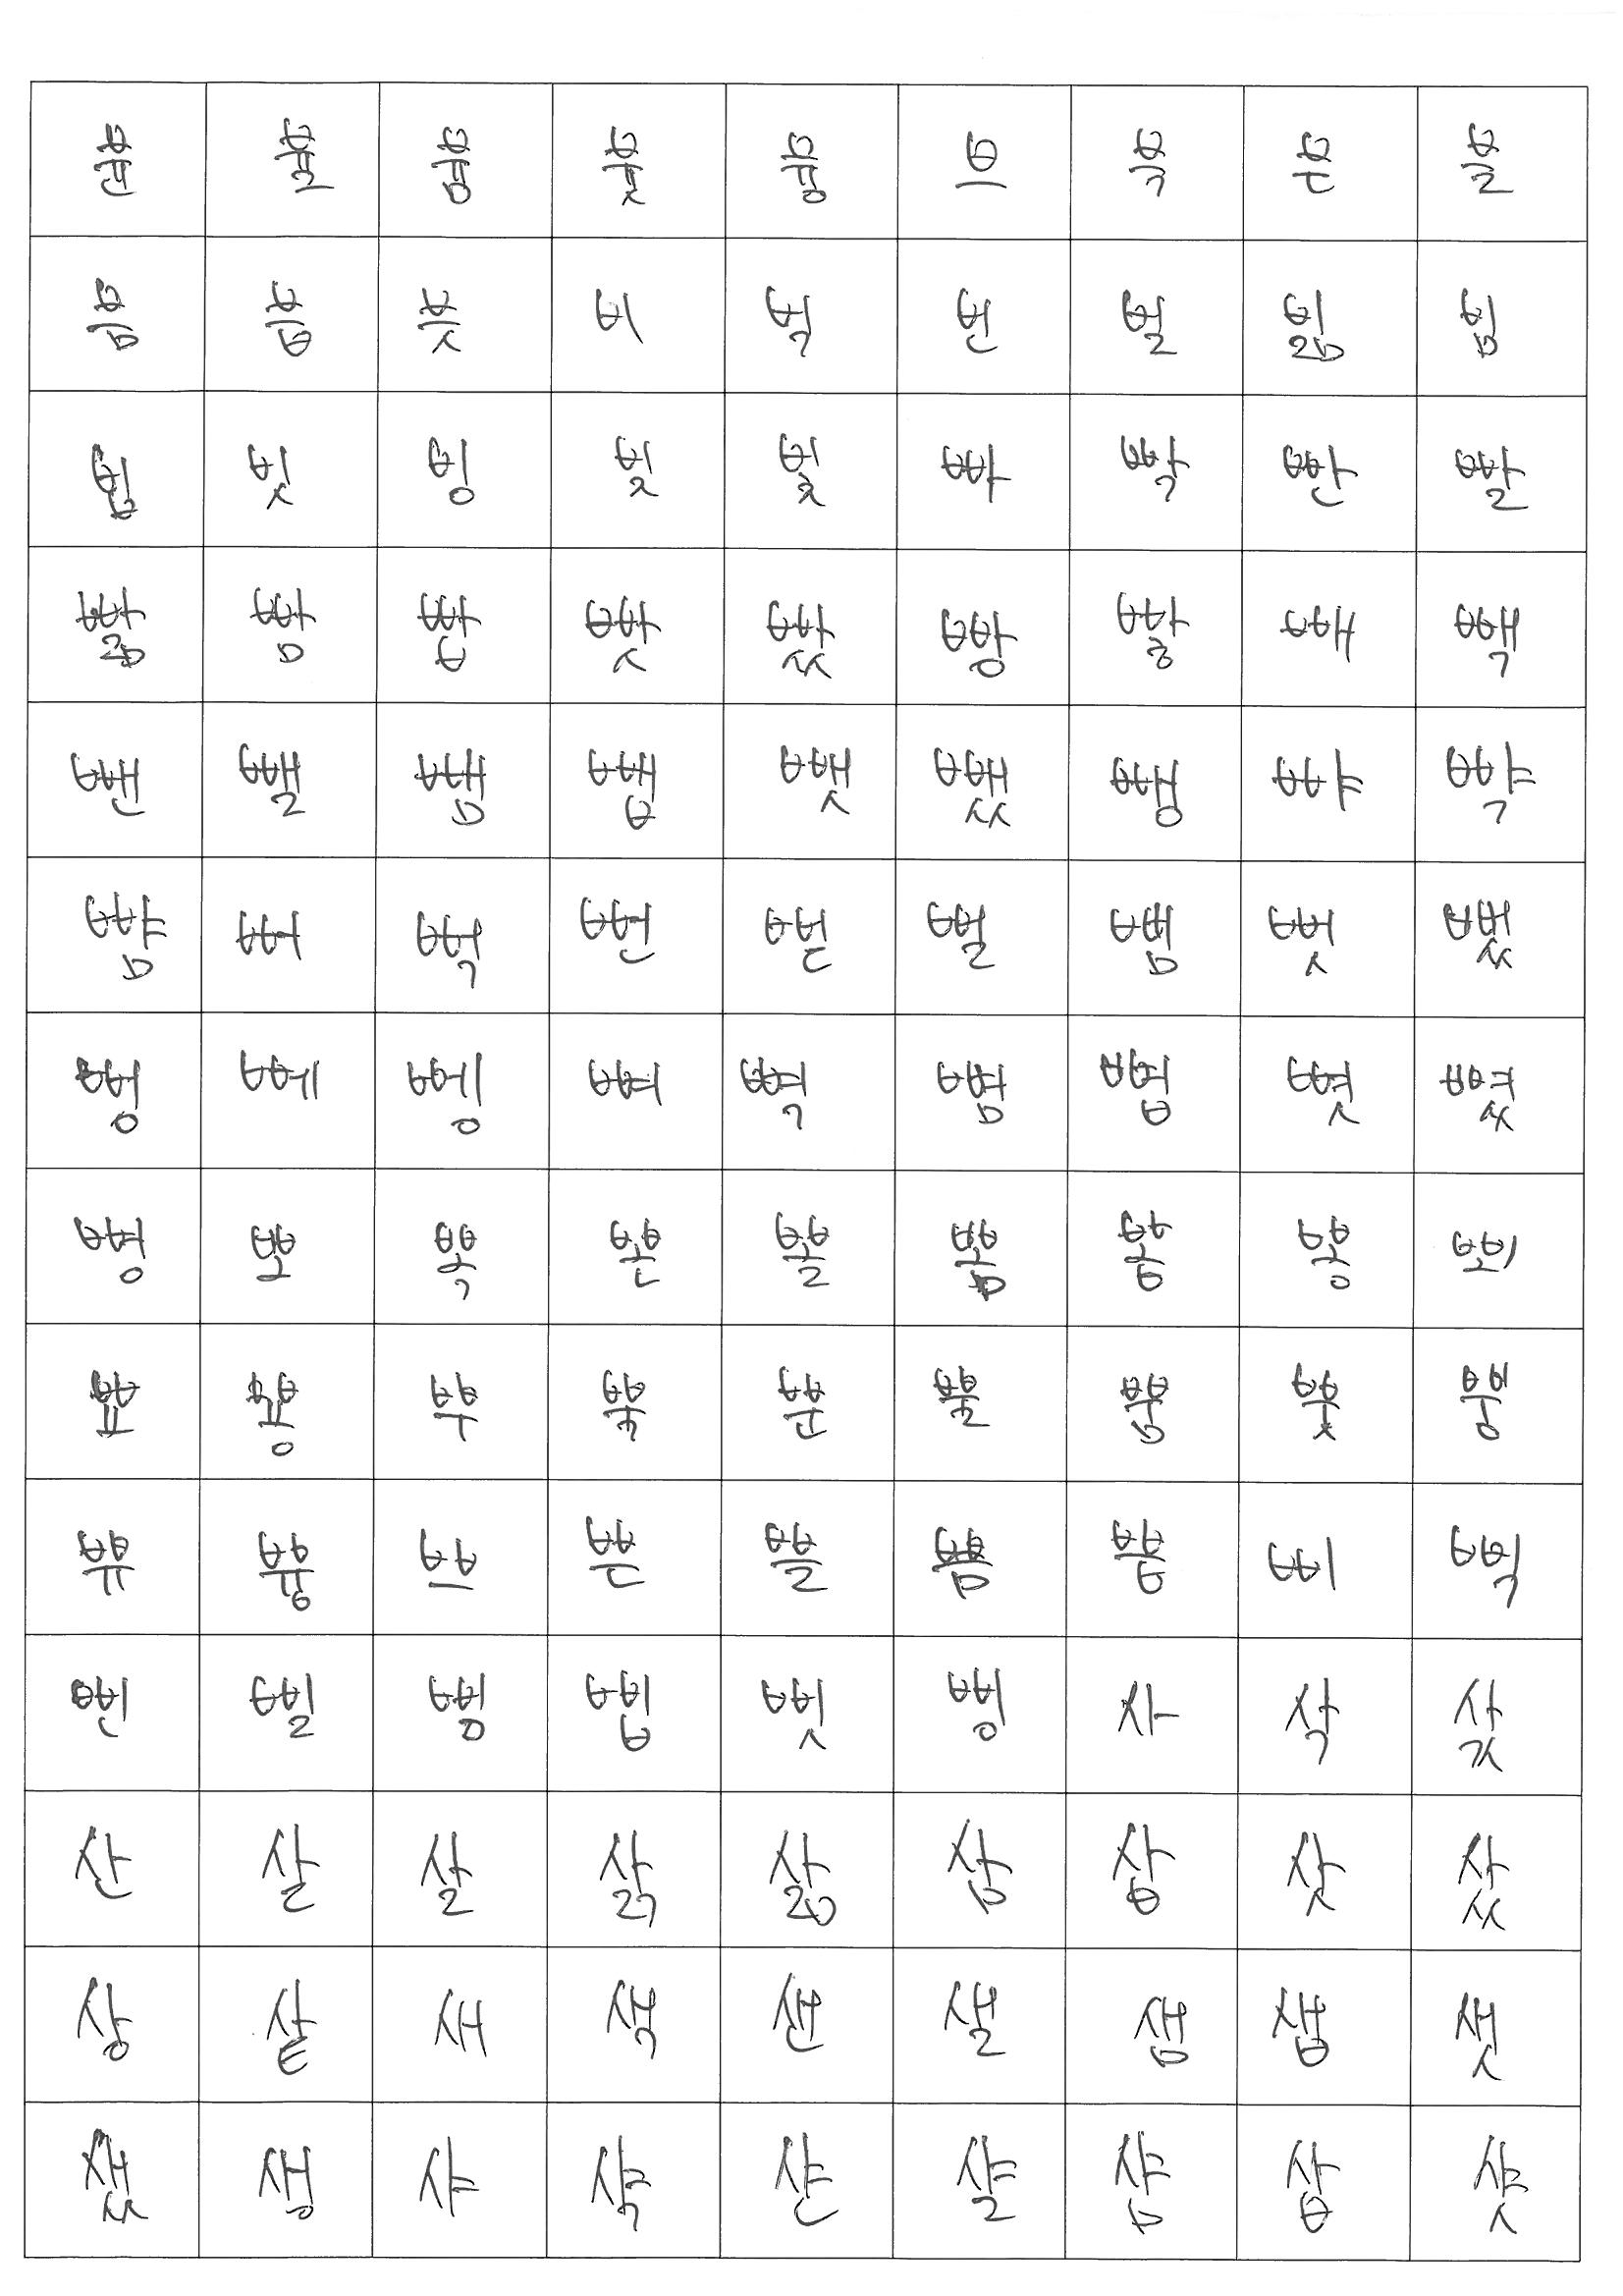 뷴 뷸 븀 븃 븅 브 븍 븐 블
븜 븝 븟 비 빅 빈 빌 빎 빔
빕 빗 빙 빚 빛 빠 빡 빤 빨
빪 빰 빱 빳 빴 빵 빻 빼 빽
뺀 뺄 뺌 뺍 뺏 뺐 뺑 뺘 뺙
뺨 뻐 뻑 뻔 뻗 뻘 뻠 뻣 뻤
뻥 뻬 뼁 뼈 뼉 뼘 뼙 뼛 뼜
뼝 뽀 뽁 뽄 뽈 뽐 뽑 뽕 뾔
뾰 뿅 뿌 뿍 뿐 뿔 뿜 뿟 뿡
쀼 쁑 쁘 쁜 쁠 쁨 쁩 삐 삑
삔 삘 삠 삡 삣 삥 사 삭 삯
산 살 살 삵 삶 삼 삽 삿 샀
상 샅 새 색 샌 샐 샘 샙 샛
샜 생 샤 샥 샨 샬 샴 샵 샷